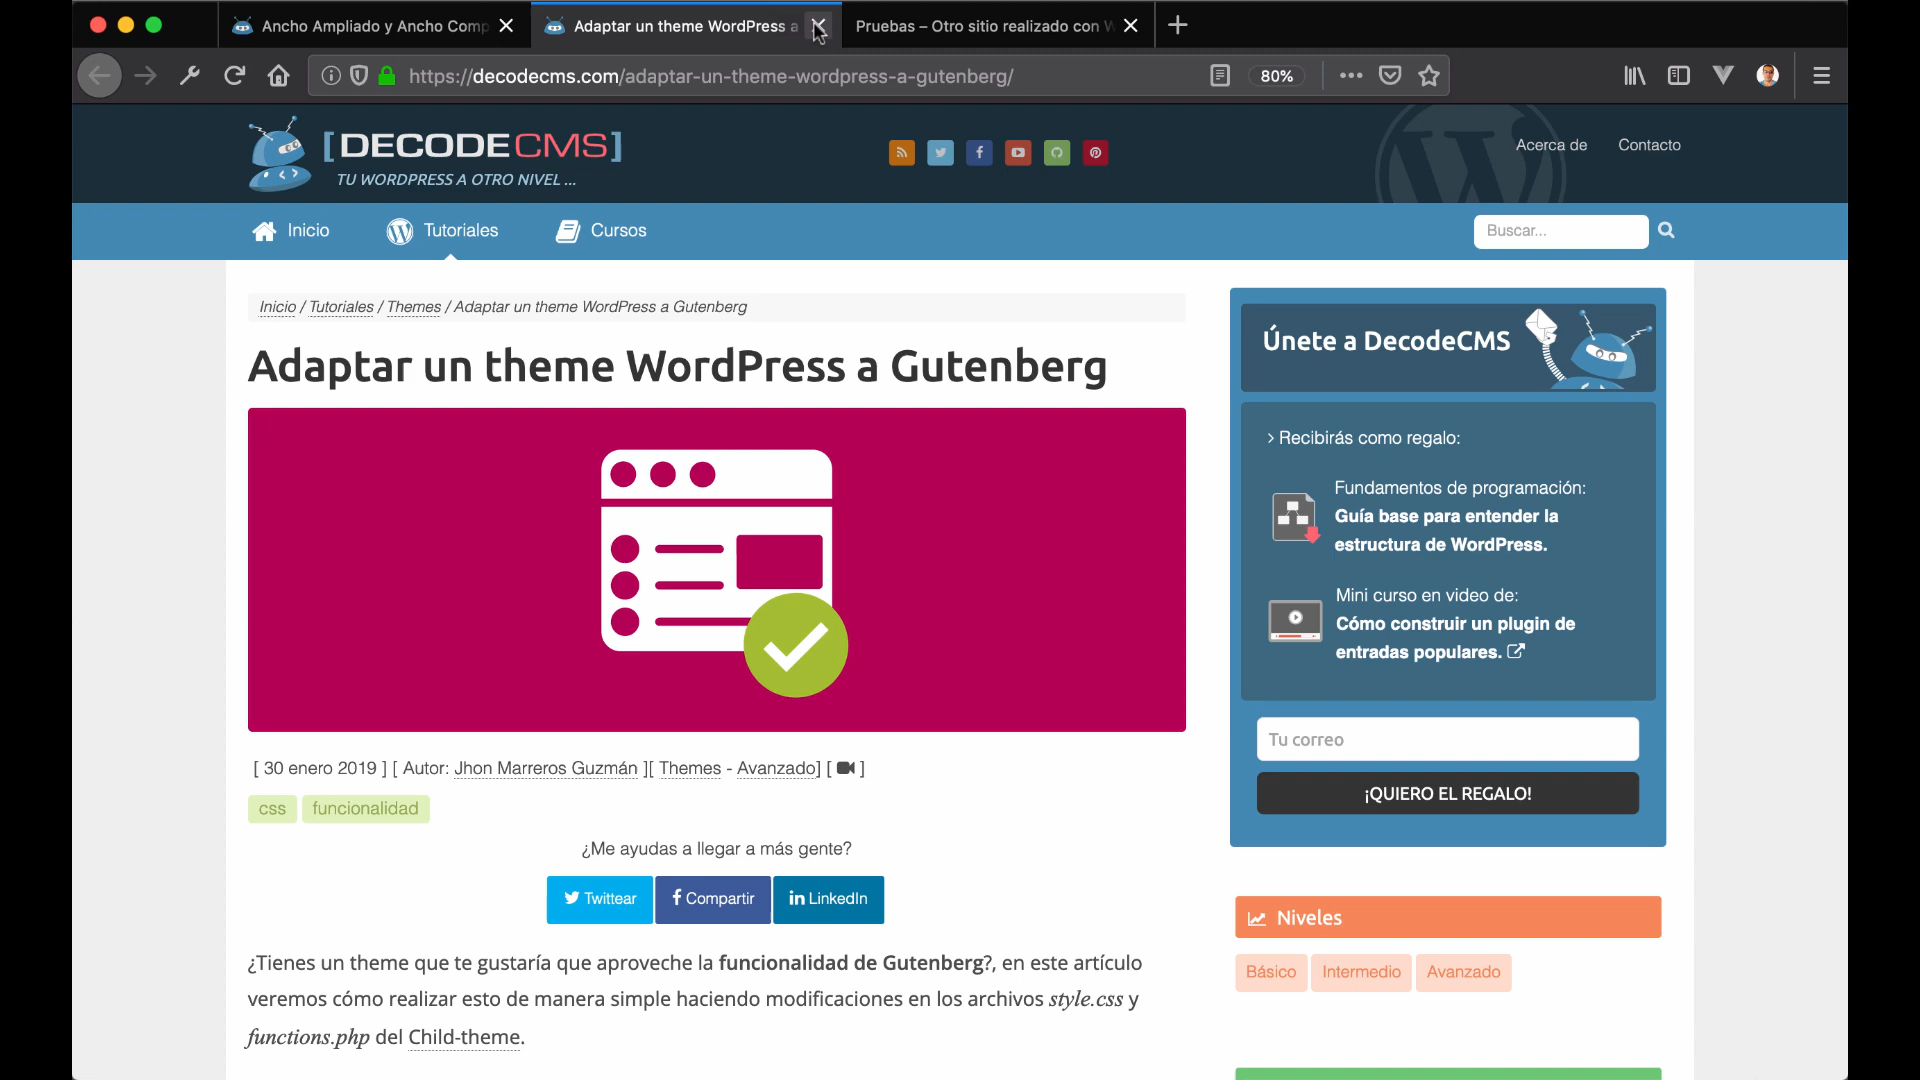 Ancho Ampliado y Ancho Comp
Adaptar un theme WordPress a
Pruebas – Otro sitio realizado con W
https://decodecms.com/adaptar-un-theme-wordpress-a-gutenberg/
80%
[DECODECMS]
TU WORDPRESS A OTRO NIVEL ...
Acerca de
Contacto
Inicio
Tutoriales
Cursos
Buscar...
Inicio / Tutoriales / Themes / Adaptar un theme WordPress a Gutenberg
Adaptar un theme WordPress a Gutenberg
[ 30 enero 2019 ] [ Autor: Jhon Marreros Guzmán ][ Themes - Avanzado] [ ]
css
funcionalidad
¿Me ayudas a llegar a más gente?
Twittear
Compartir
LinkedIn
¿Tienes un theme que te gustaría que aproveche la funcionalidad de Gutenberg?, en este artículo
veremos cómo realizar esto de manera simple haciendo modificaciones en los archivos style.css y
functions.php del Child-theme.
Únete a DecodeCMS
> Recibirás como regalo:
Fundamentos de programación:
Guía base para entender la
estructura de WordPress.
Mini curso en video de:
Cómo construir un plugin de
entradas populares.
Tu correo
¡QUIERO EL REGALO!
Niveles
Básico
Intermedio
Avanzado